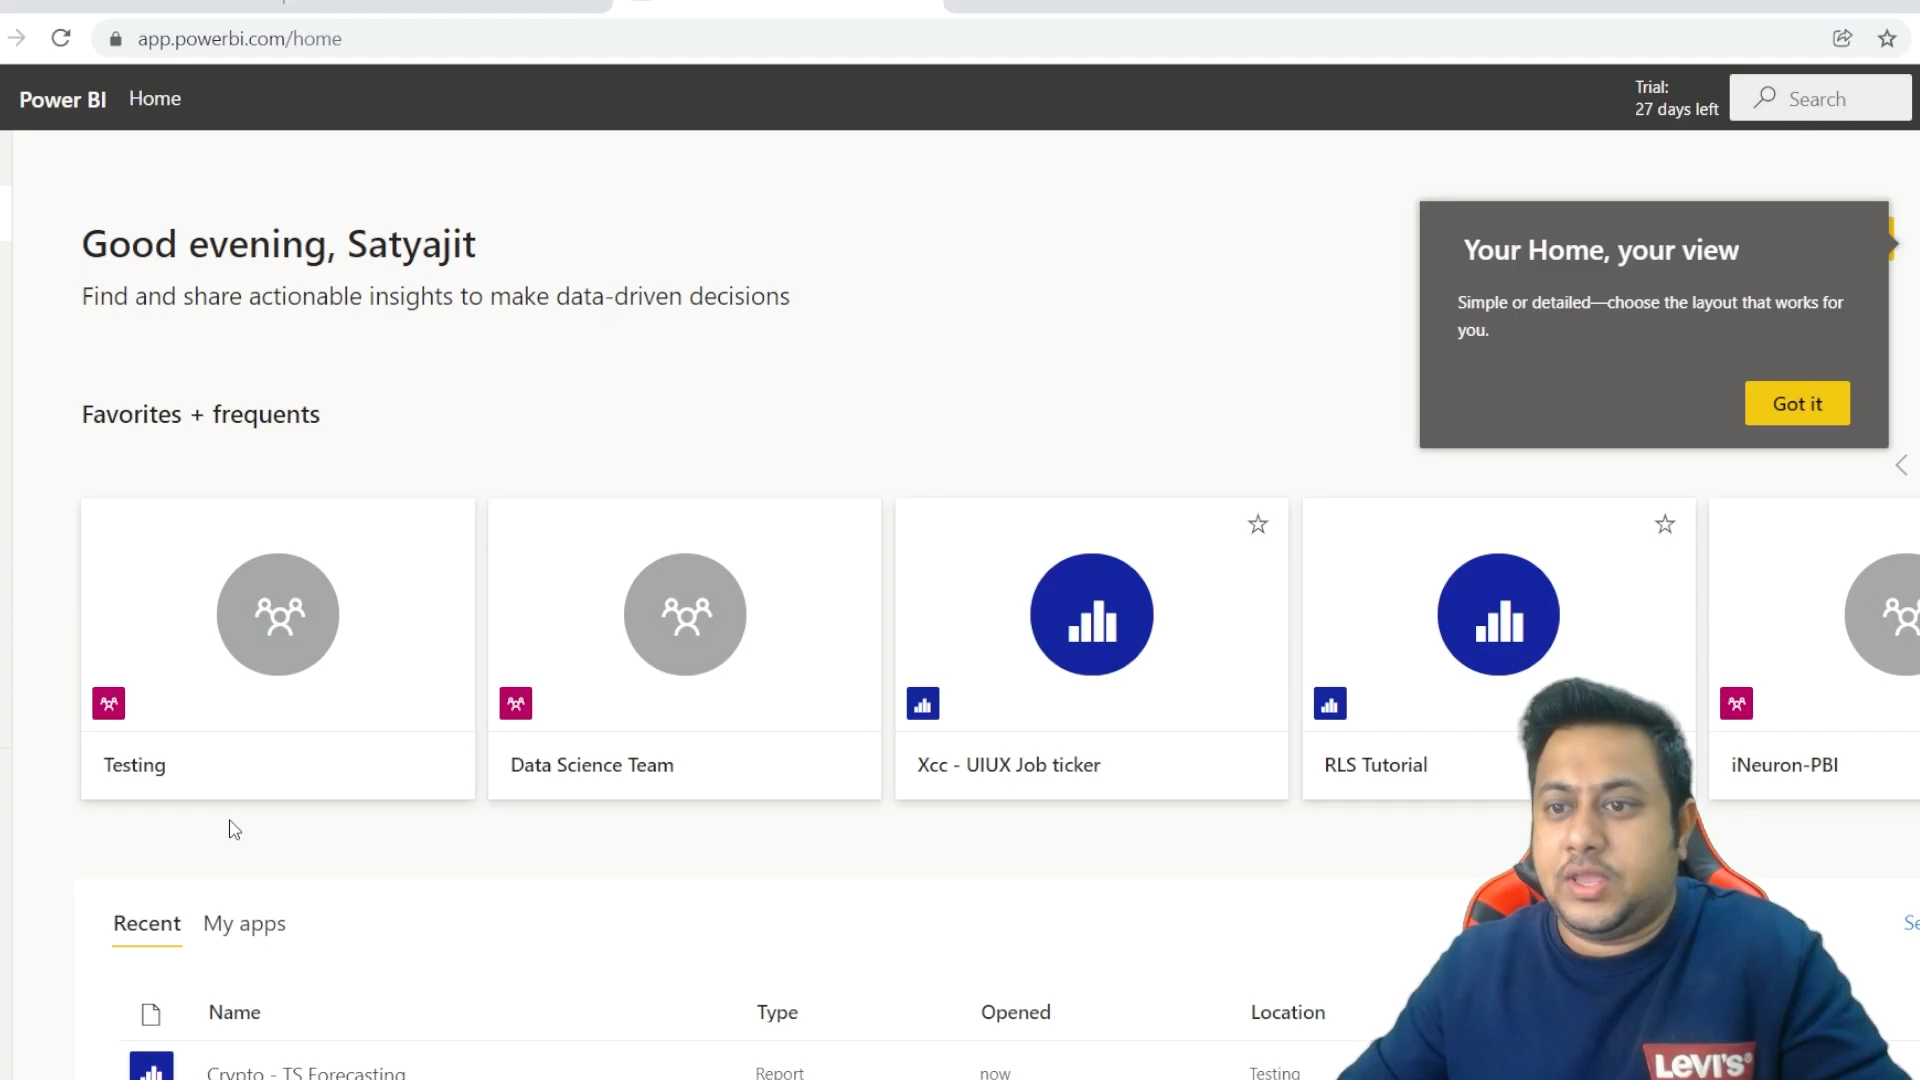 app.powerbi.com/home
Power BI Home
Trial:
27 days left
Search
Good evening, Satyajit
Find and share actionable insights to make data-driven decisions
Your Home, your view
Simple or detailed—choose the layout that works for
you.
Got it
Favorites + frequents
Testing
Data Science Team
Xcc - UIUX Job ticker
RLS Tutorial
iNeuron-PBI
Recent My apps
Name Type Opened Location
Crypto - TS Forecasting Report now Testing
LEVI'S®